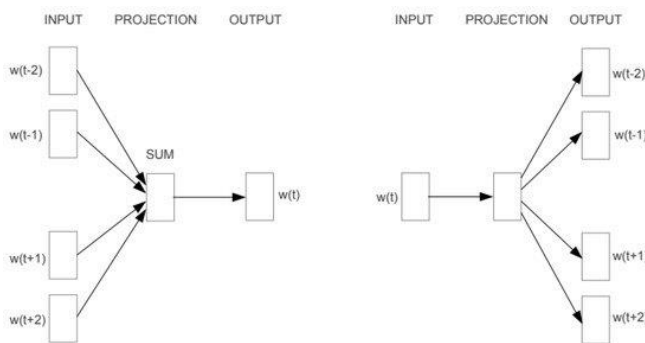 INPUT PROJECTION OUTPUT
w(t-2)
w(t-1)
SUM
w(t)
w(t+1)
w(t+2)
INPUT PROJECTION OUTPUT
w(t-2)
w(t-1)
w(t)
w(t+1)
w(t+2)